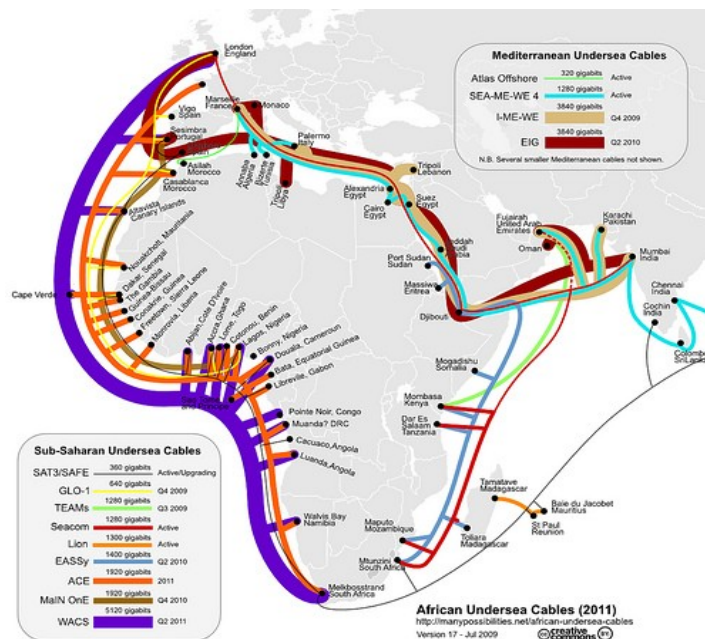 London
England
Mediterranean Undersea Cables
Atlas Offshore 320 gigabits Active
SEA-ME-WE 4 1280 gigabits Active
I-ME-WE 3840 gigabits Q4 2009
EIG 3840 gigabits Q2 2010
N.B. Several smaller Mediterranean cables not shown.
Marseille
France
Monaco
Vigo
Spain
Sesimbra
Portugal
Palermo
Italy
Asilah
Morocco
Casablanca
Morocco
Annaba
Algeria
Bizerte
Tunisia
Tripoli
Libya
Tripoli
Lebanon
Alexandria
Egypt
Suez
Egypt
Cairo
Egypt
Altavista
Canary Islands
Jeddah
Saudi
Arabia
Fujairah
United Arab
Emirates
Oman
Karachi
Pakistan
Mumbai
India
Port Sudan
Sudan
Massiwa
Eritrea
Djibouti
Chennai
India
Cochin
India
Colombo
Sri Lanka
Nouakchott, Mauritania
Dakar, Senegal
The Gambia
Guinea-Bissau
Conakrie, Guinea
Freetown, Sierra Leone
Monrovia, Liberia
Cape Verde
Abijan, Cote D'Ivoire
Accra, Ghana
Lome, Togo
Cotonou, Benin
Lagos, Nigeria
Bonny, Nigeria
Douala, Cameroun
Bata, Equatorial Guinea
Libreville, Gabon
Sao Tome
and Principe
Mogadishu
Somalia
Mombasa
Kenya
Dar Es
Salaam
Tanzania
Pointe Noir, Congo
Muanda? DRC
Cacuaco,Angola
Luanda,Angola
Sub-Saharan Undersea Cables
SAT3/SAFE 360 gigabits Active/Upgrading
GLO-1 640 gigabits Q4 2009
TEAMs 1280 gigabits Q3 2009
Seacom 1280 gigabits Active
Lion 1300 gigabits Active
EASSy 1400 gigabits Q2 2010
ACE 1920 gigabits 2011
MaIN OnE 1920 gigabits Q4 2010
WACS 5120 gigabits Q2 2011
Tamatave
Madagascar
Baie du Jacobet
Mauritius
St Paul
Reunion
Walvis Bay
Namibia
Maputo
Mozambique
Toliara
Madagascar
Mtunzini
South Africa
Melkbosstrand
South Africa
African Undersea Cables (2011)
http://manypossibilities.net/african-undersea-cables
Version 17 - Jul 2009
cc creative commons BY